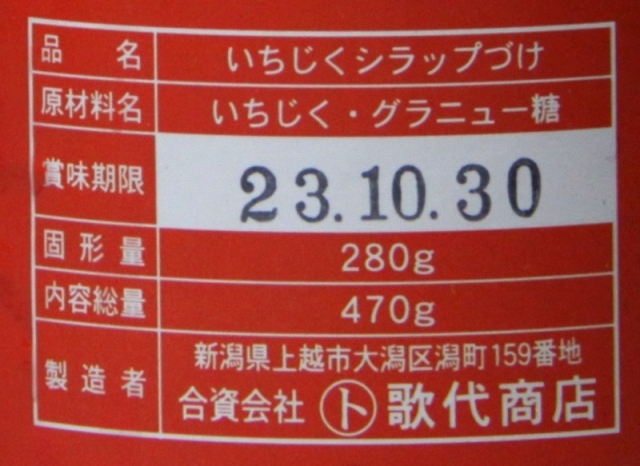 品名 いちじくシラップづけ
原材料名 いちじく・グラニュー糖
賞味期限 23.10.30
固形量 280g
内容総量 470g
製造者 新潟県上越市大潟区潟町159番地
合資会社 ㋣ 歌代商店